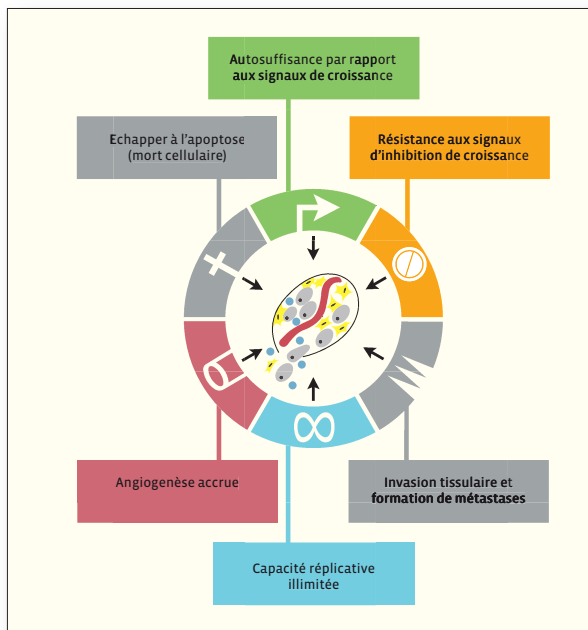 Autosuffisance par rapport
aux signaux de croissance
Echapper à l'apoptose
(mort cellulaire)
Résistance aux signaux
d'inhibition de croissance
Angiogenèse accrue
Invasion tissulaire et
formation de métastases
Capacité réplicative
illimitée